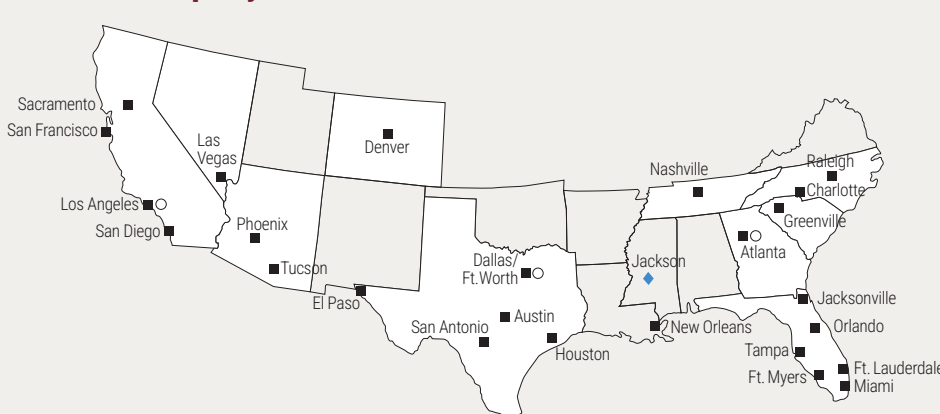 Sacramento
San Francisco
Las
Vegas
Denver
Los Angeles
San Diego
Phoenix
Tucson
El Paso
Dallas/
Ft.Worth
Austin
San Antonio
Houston
Nashville
Raleigh
Charlotte
Greenville
Atlanta
Jackson
New Orleans
Jacksonville
Orlando
Tampa
Ft. Lauderdale
Ft. Myers
Miami